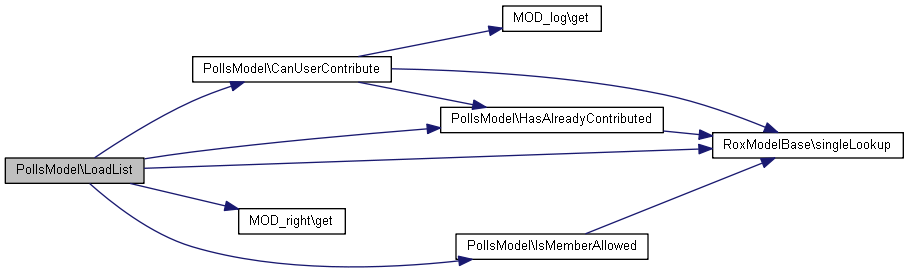 MOD_log\get
PollsModel\CanUserContribute
PollsModel\HasAlreadyContributed
RoxModelBase\singleLookup
PollsModel\LoadList
MOD_right\get
PollsModel\IsMemberAllowed